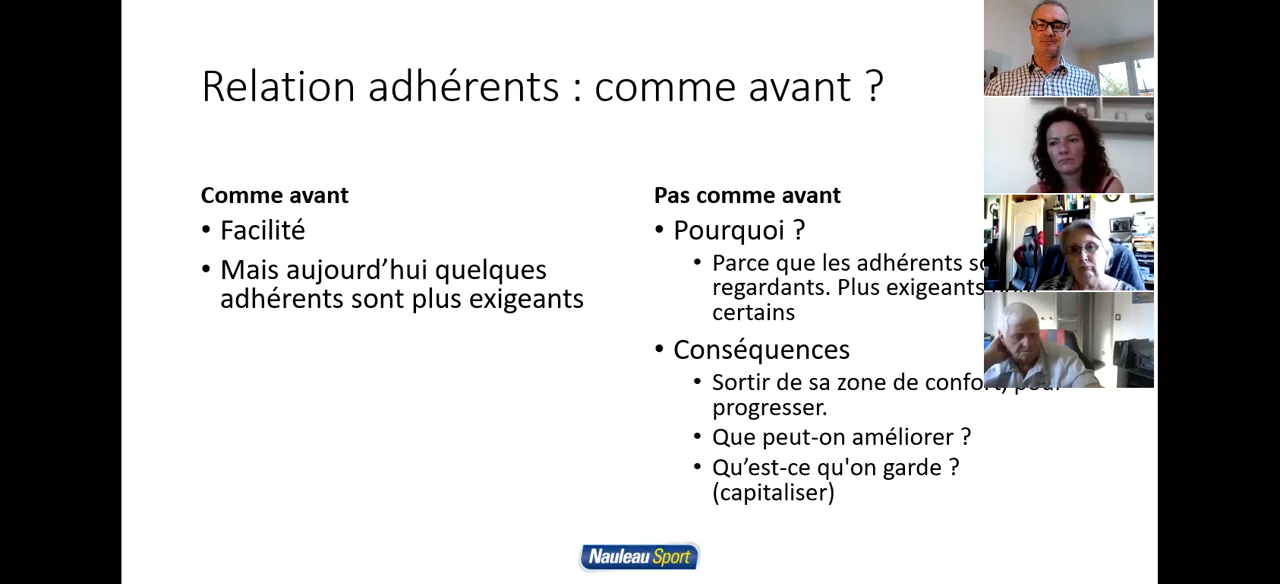 Relation adhérents : comme avant ?
Comme avant
• Facilité
• Mais aujourd’hui quelques
adhérents sont plus exigeants
Pas comme avant
• Pourquoi ?
• Parce que les adhérents
regardants. Plus exigeants
certains
• Conséquences
• Sortir de sa zone de confort, pour
progresser.
• Que peut-on améliorer ?
• Qu’est-ce qu'on garde ?
(capitaliser)
Nauleau Sport